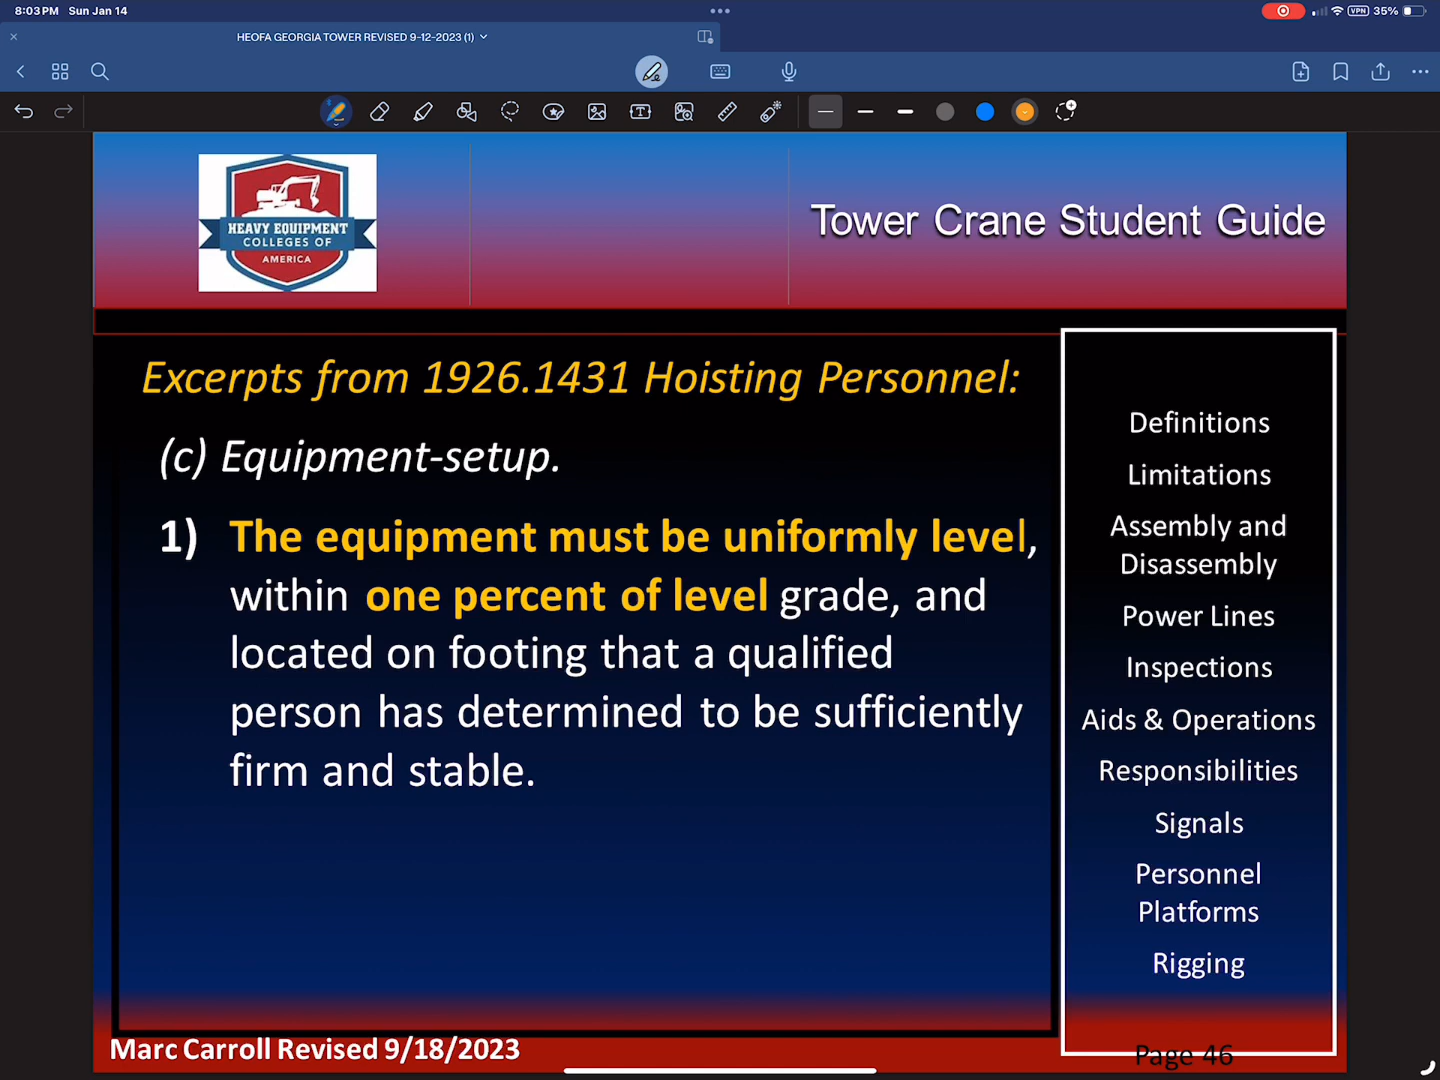 8:03 PM Sun Jan 14
VPN 35%
HEOFA GEORGIA TOWER REVISED 9-12-2023 (1)
HEAVY EQUIPMENT
COLLEGES OF
AMERICA
Tower Crane Student Guide
Excerpts from 1926.1431 Hoisting Personnel:
(c) Equipment-setup.
1) The equipment must be uniformly level,
within one percent of level grade, and
located on footing that a qualified
person has determined to be sufficiently
firm and stable.
Definitions
Limitations
Assembly and
Disassembly
Power Lines
Inspections
Aids & Operations
Responsibilities
Signals
Personnel
Platforms
Rigging
Marc Carroll Revised 9/18/2023
Page 46